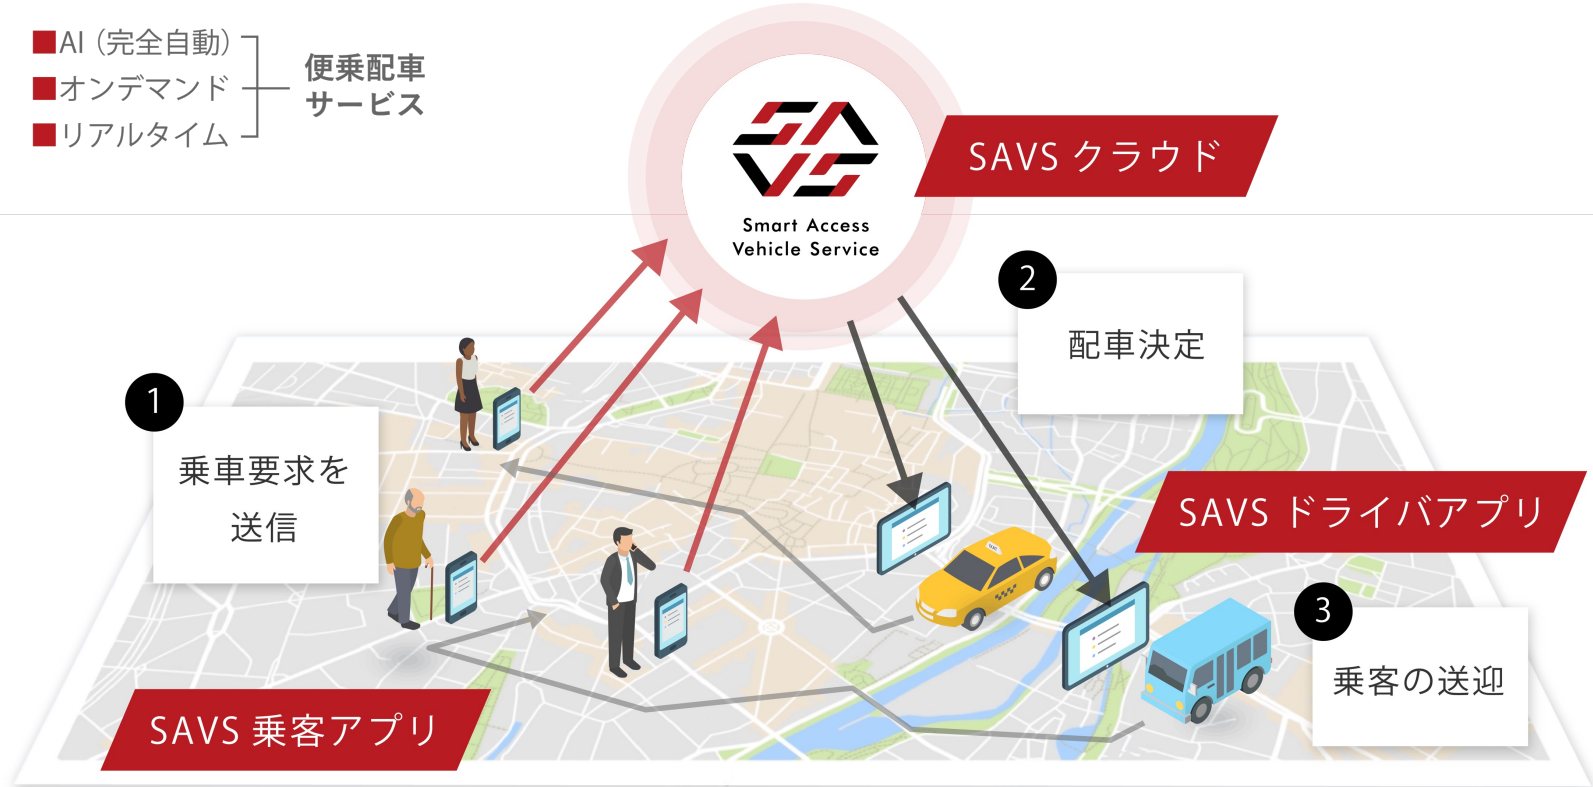 ■AI（完全自動）
■オンデマンド
■リアルタイム
便乗配車
サービス
Smart Access
Vehicle Service
SAVS クラウド
1
乗車要求を
送信
2
配車決定
SAVS ドライバアプリ
3
乗客の送迎
SAVS 乗客アプリ